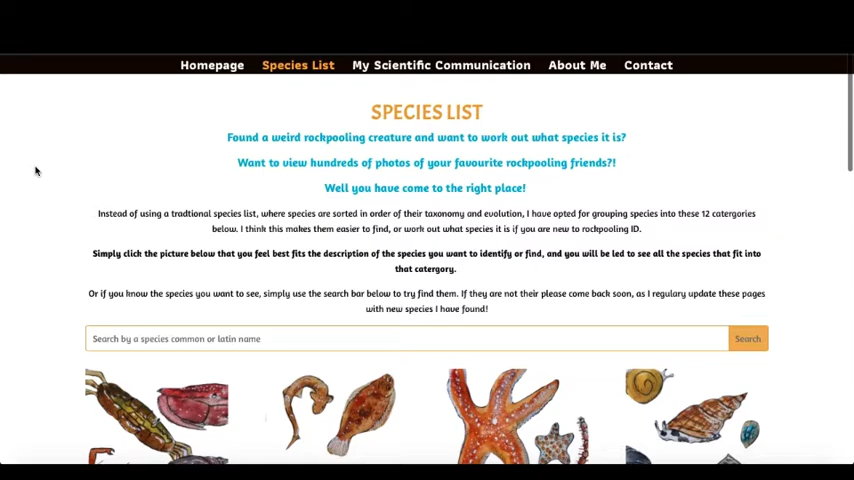 Homepage Species List My Scientific Communication About Me Contact
SPECIES LIST
Found a weird rockpooling creature and want to work out what species it is?
Want to view hundreds of photos of your favourite rockpooling friends?!
Well you have come to the right place!
Instead of using a tradtional species list, where species are sorted in order of their taxonomy and evolution, I have opted for grouping species into these 12 catergories
below. I think this makes them easier to find, or work out what species it is if you are new to rockpooling ID.
Simply click the picture below that you feel best fits the description of the species you want to identify or find, and you will be led to see all the species that fit into
that catergory.
Or if you know the species you want to see, simply use the search bar below to try find them. If they are not their please come back soon, as I regulary update these pages
with new species I have found!
Search by a species common or latin name Search